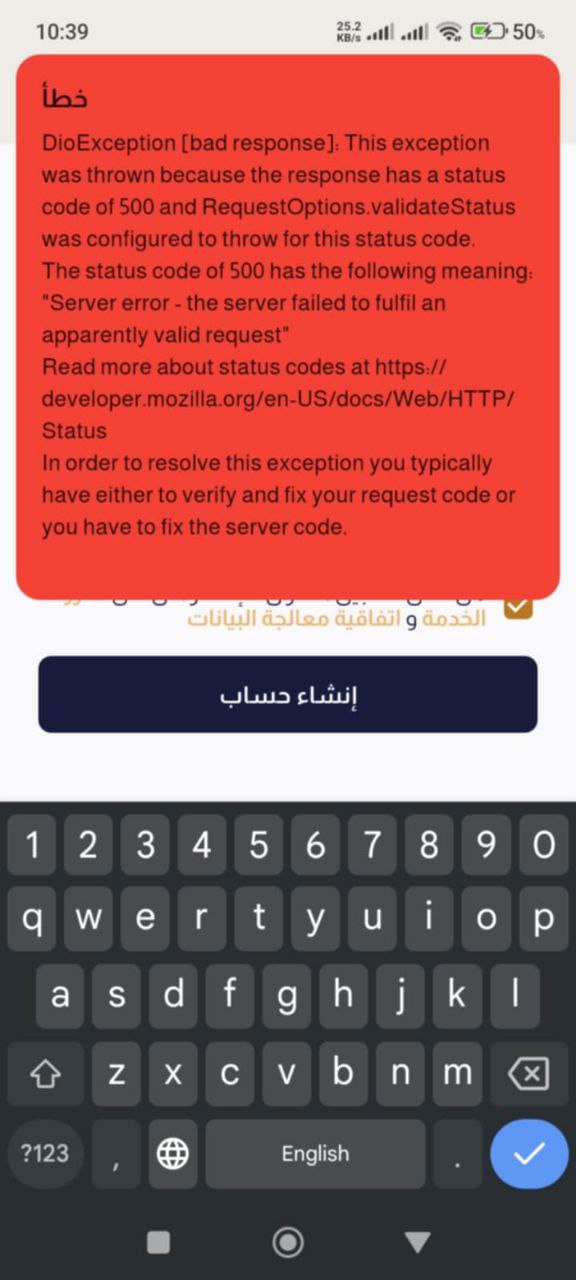 10:39
25.2
KB/s
50%
خطأ
DioException [bad response]: This exception
was thrown because the response has a status
code of 500 and RequestOptions.validateStatus
was configured to throw for this status code.
The status code of 500 has the following meaning:
"Server error - the server failed to fulfil an
apparently valid request"
Read more about status codes at https://
developer.mozilla.org/en-US/docs/Web/HTTP/
Status
In order to resolve this exception you typically
have either to verify and fix your request code or
you have to fix the server code.
الخدمة و اتفاقية معالجة البيانات
إنشاء حساب
1 2 3 4 5 6 7 8 9 0
q w e r t y u i o p
a s d f g h j k l
z x c v b n m
?123 , English .